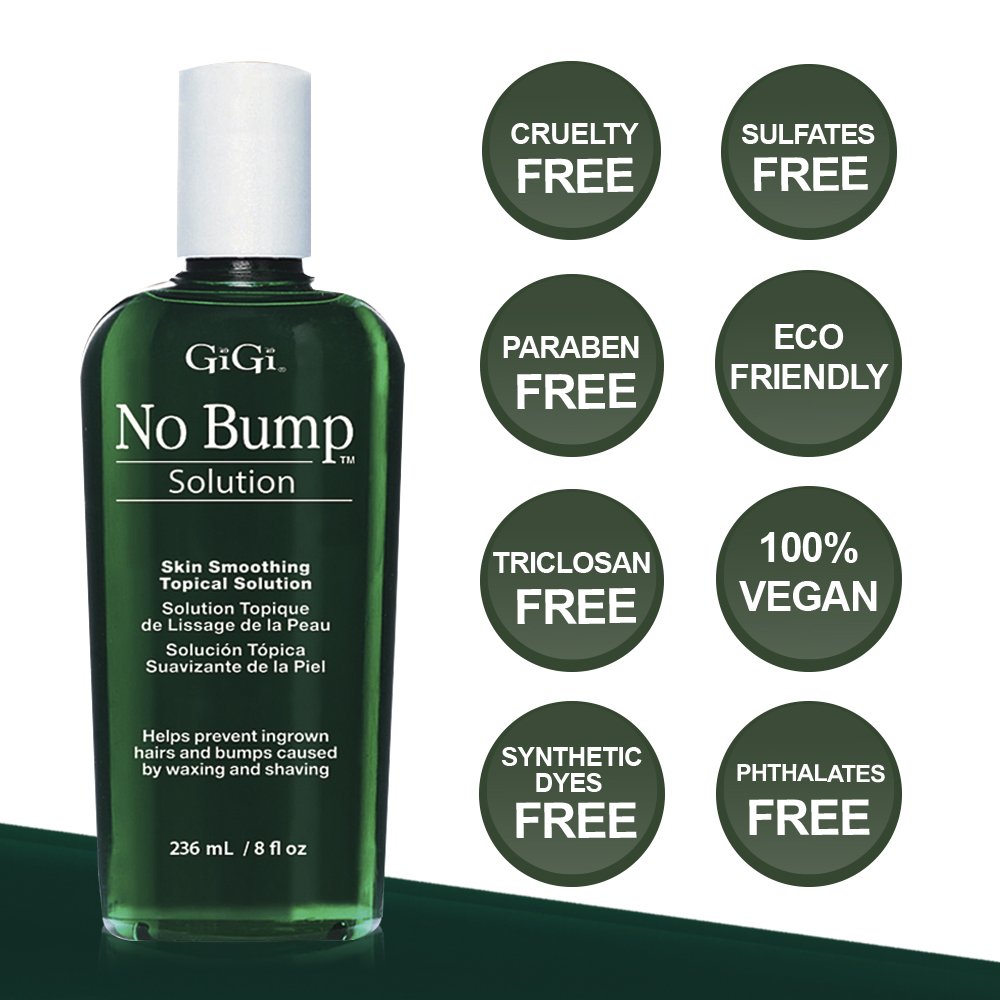 GiGi®
No Bump™
Solution
Skin Smoothing
Topical Solution
Solution Topique
de Lissage de la Peau
Solución Tópica
Suavizante de la Piel
Helps prevent ingrown
hairs and bumps caused
by waxing and shaving
236 mL / 8 fl oz
CRUELTY
FREE
SULFATES
FREE
PARABEN
FREE
ECO
FRIENDLY
TRICLOSAN
FREE
100%
VEGAN
SYNTHETIC
DYES
FREE
PHTHALATES
FREE